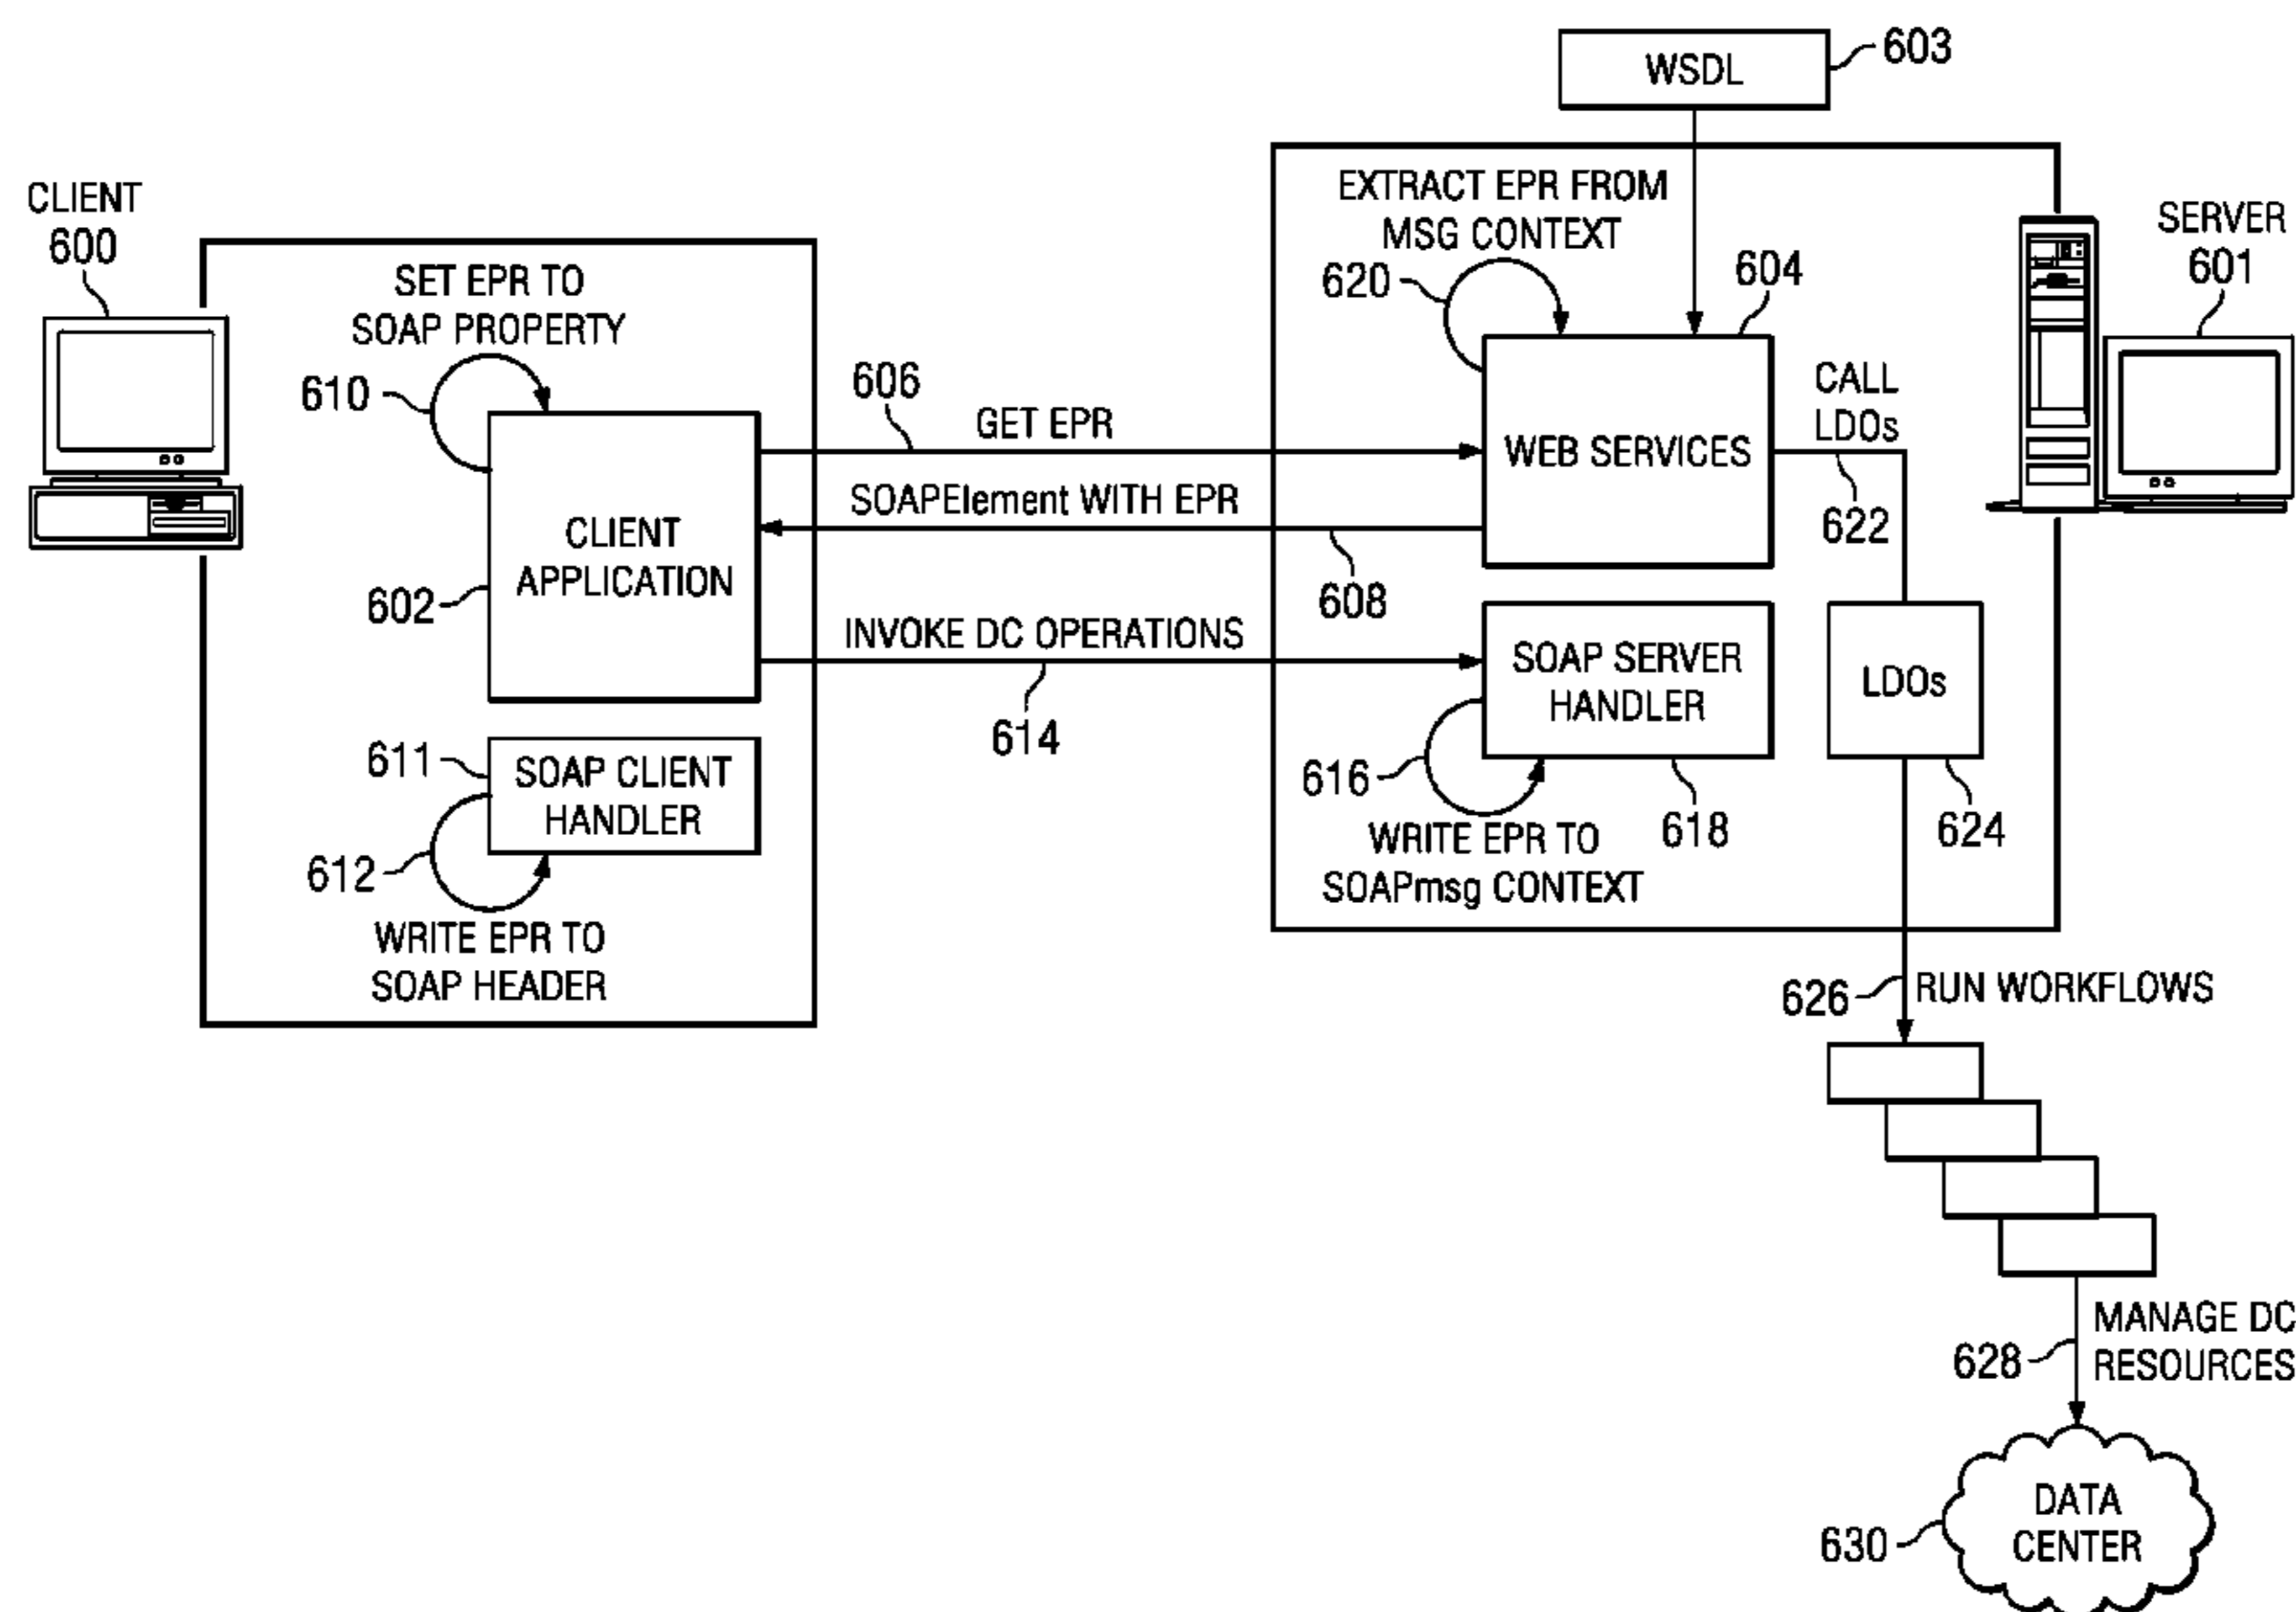 WSDL
603
CLIENT
600
SET EPR TO
SOAP PROPERTY
610
CLIENT
APPLICATION
602
611
SOAP CLIENT
HANDLER
612
WRITE EPR TO
SOAP HEADER
606
GET EPR
SOAPElement WITH EPR
608
INVOKE DC OPERATIONS
614
EXTRACT EPR FROM
MSG CONTEXT
620
604
WEB SERVICES
CALL
LDOs
622
SERVER
601
SOAP SERVER
HANDLER
616
618
WRITE EPR TO
SOAPmsg CONTEXT
LDOs
624
626
RUN WORKFLOWS
MANAGE DC
RESOURCES
628
DATA
CENTER
630